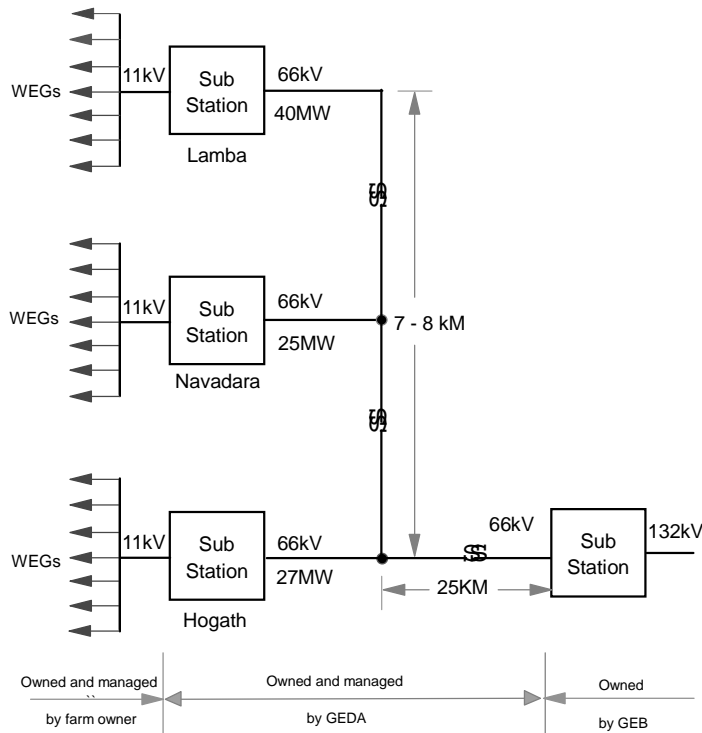 WEGs
11kV
Sub
Station
66kV
40MW
Lamba
WEGs
11kV
Sub
Station
66kV
25MW
Navadara
7 - 8 kM
WEGs
11kV
Sub
Station
66kV
27MW
Hogath
66kV
25KM
Sub
Station
132kV
Owned and managed
by farm owner
Owned and managed
by GEDA
Owned
by GEB